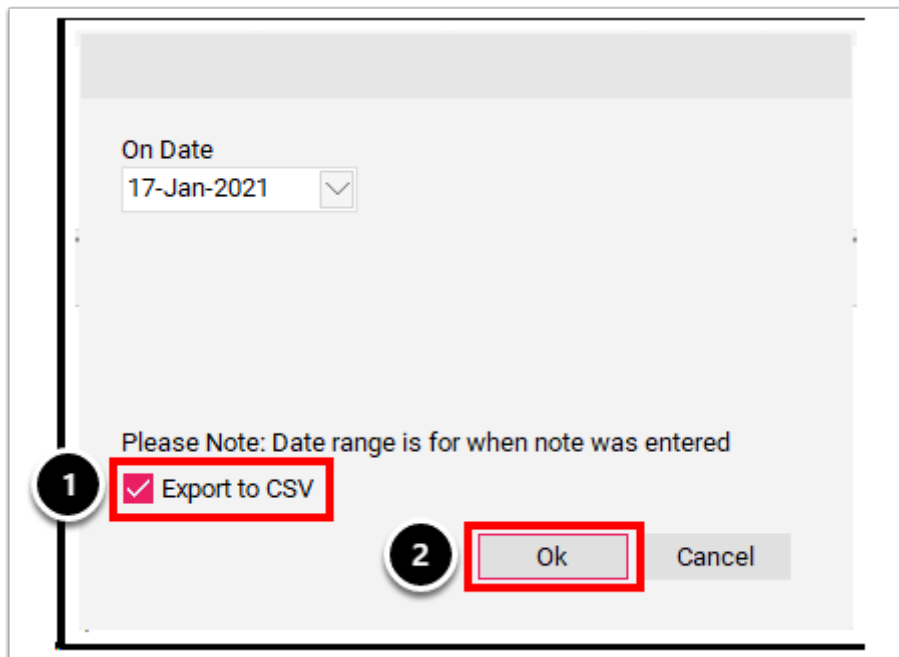 On Date
17-Jan-2021
Please Note: Date range is for when note was entered
1
Export to CSV
2
Ok
Cancel